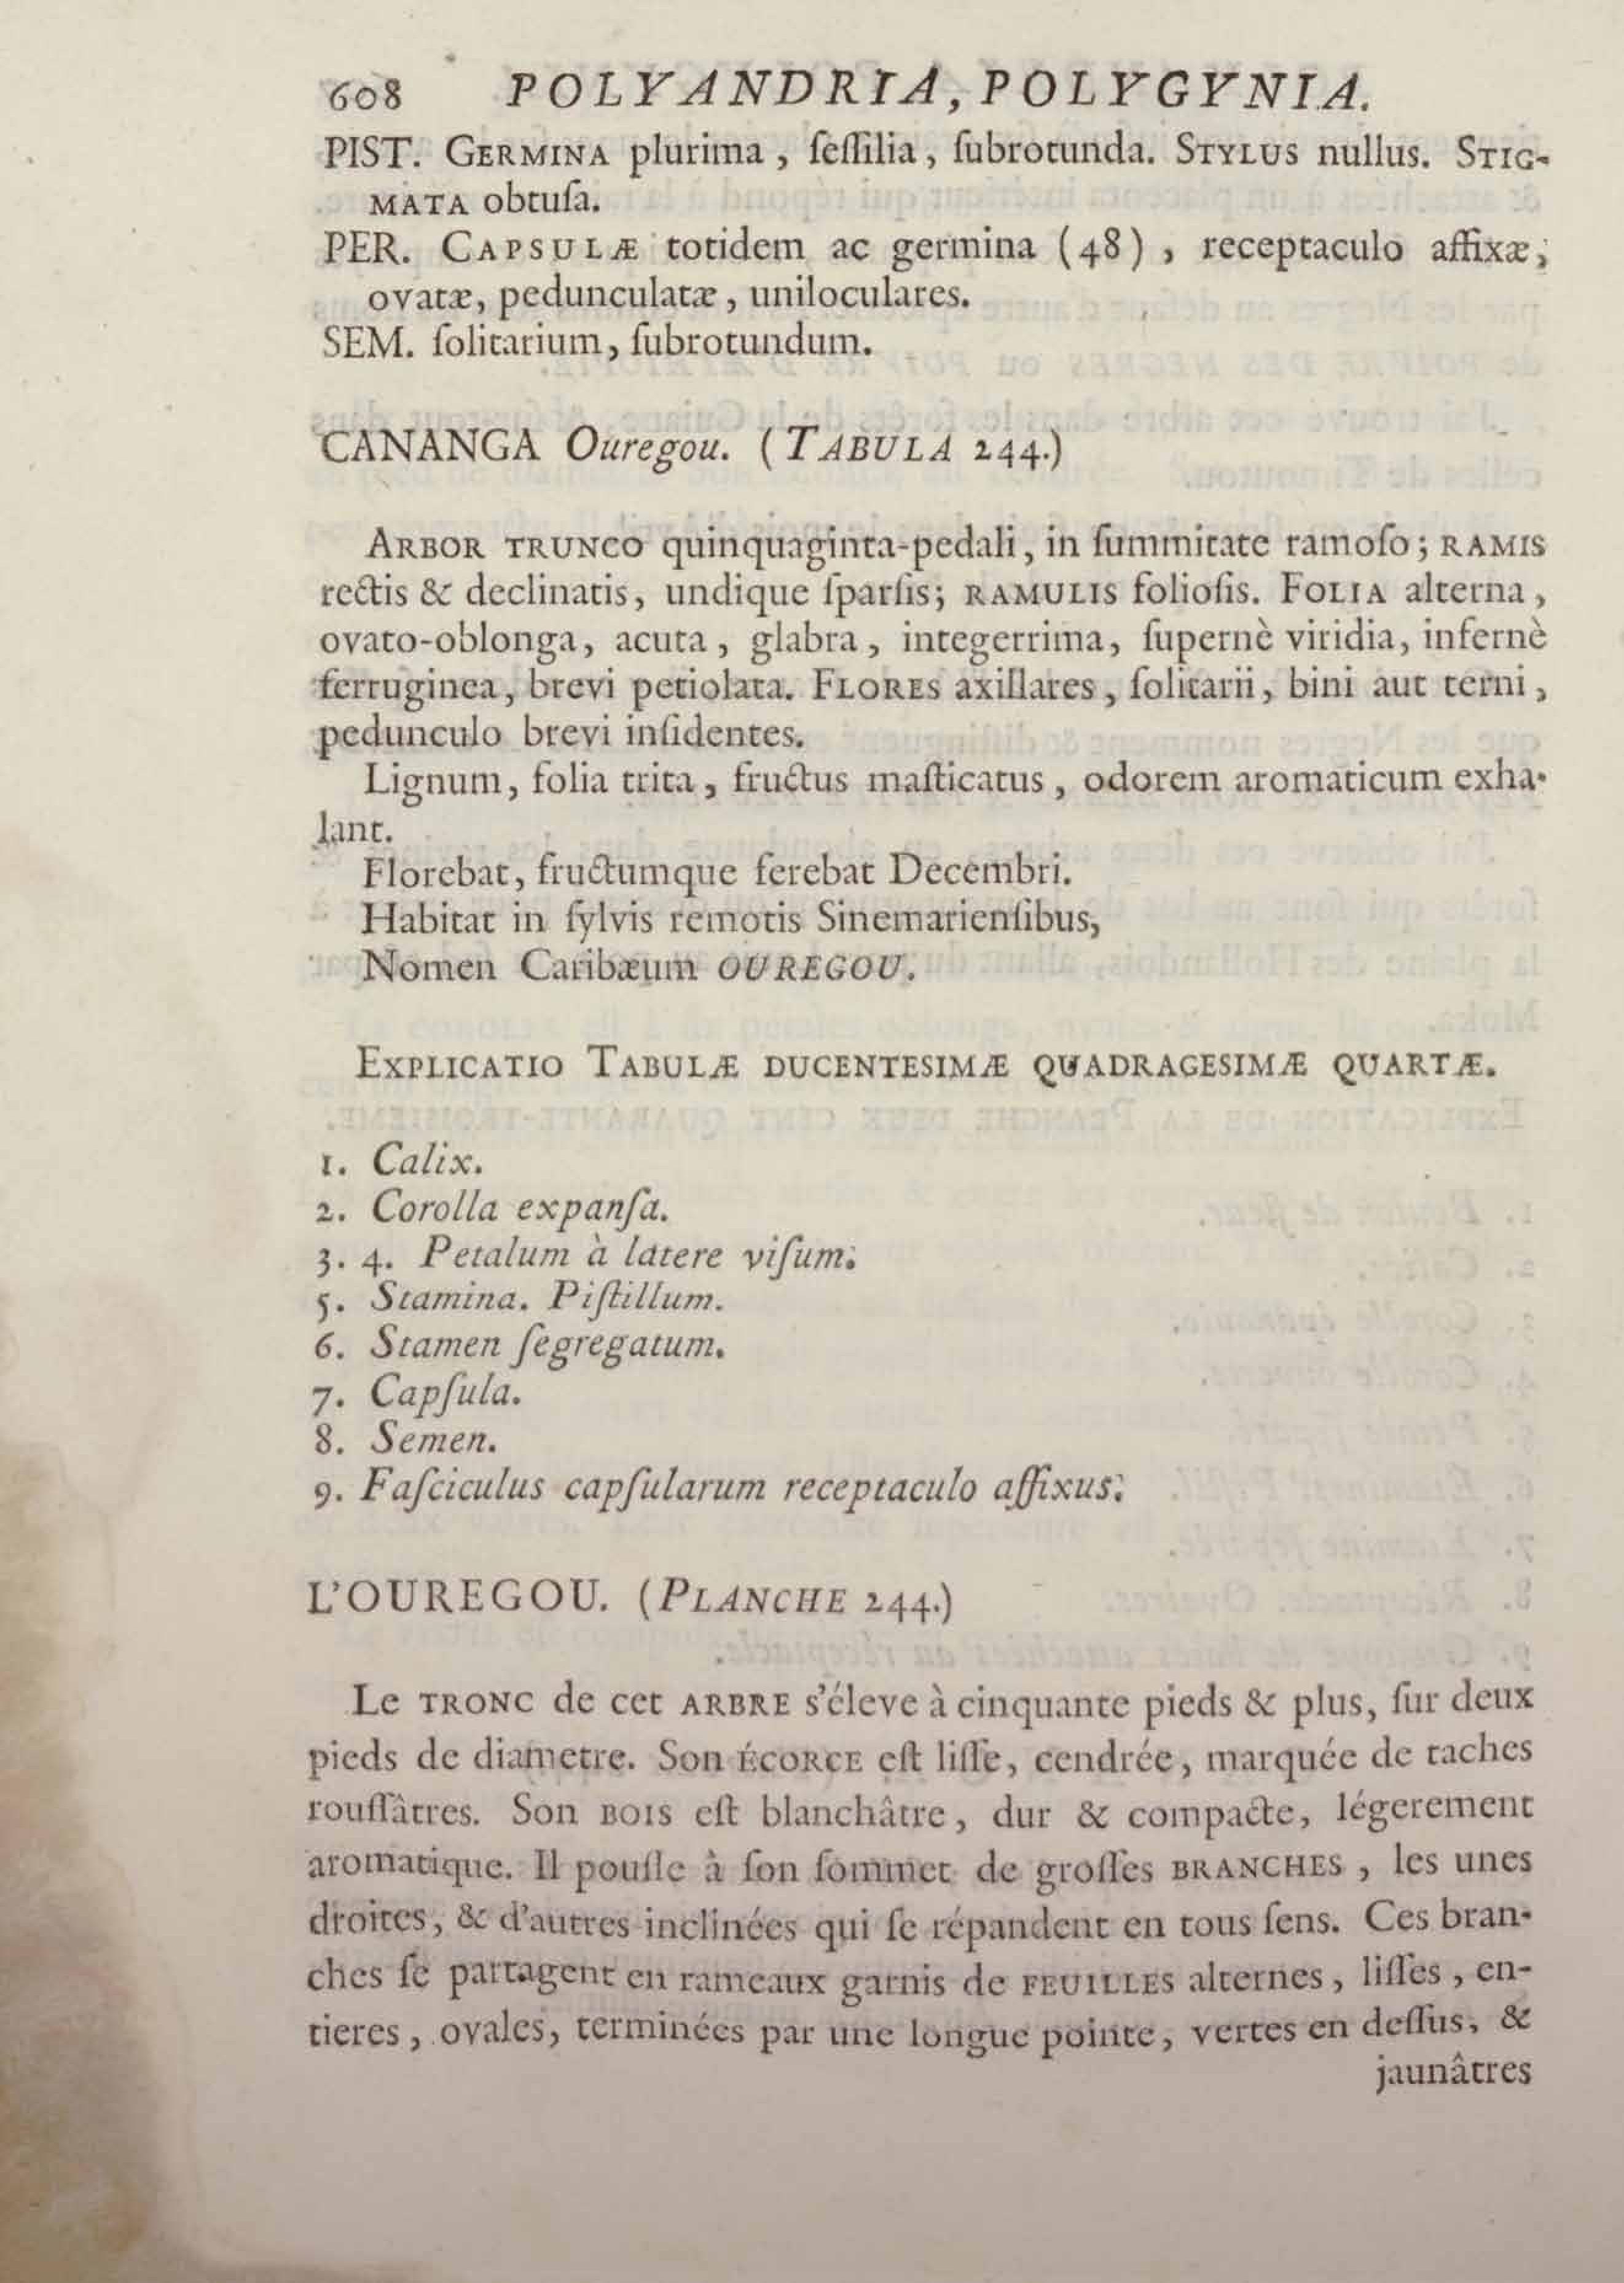 608 POLYANDRIA, POLYGYNIA.
PIST. GERMINA plurima, ſeſſilia, ſubrotunda. STYLUS nullus. STIG-
MATA obtuſa.
PER. CAPSULÆ totidem ac germina (48), receptaculo affixæ;
ovatæ, pedunculatæ, uniloculares.
SEM. ſolitarium, ſubrotundum.
CANANGA Ouregou. (TABULA 244.)
ARBOR TRUNCO quinquaginta-pedali, in ſummitate ramoſo; RAMIS
rectis & declinatis, undique ſparſis; RAMULIS folioſis. FOLIA alterna,
ovato-oblonga, acuta, glabra, integerrima, ſupernè viridia, infernè
ferruginea, brevi petiolata. FLORES axillares, ſolitarii, bini aut terni,
pedunculo brevi inſidentes.
Lignum, folia trita, fructus maſticatus, odorem aromaticum exha-
lant.
Florebat, fructumque ferebat Decembri.
Habitat in ſylvis remotis Sinemarienſibus,
Nomen Caribæum OUREGOU.
EXPLICATIO TABULÆ DUCENTESIMÆ QUADRAGESIMÆ QUARTÆ.
1. Calix.
2. Corolla expanſa.
3. 4. Petalum à latere viſum.
5. Stamina. Piſtillum.
6. Stamen ſegregatum.
7. Capſula.
8. Semen.
9. Faſciculus capſularum receptaculo affixus.
L'OUREGOU. (PLANCHE 244.)
Le TRONC de cet ARBRE s'éleve à cinquante pieds & plus, ſur deux
pieds de diametre. Son ÉCORCE eſt liſſe, cendrée, marquée de taches
rouſſâtres. Son BOIS eſt blanchâtre, dur & compacte, légerement
aromatique. Il pouſſe à ſon ſommet de groſſes BRANCHES, les unes
droites, & d'autres inclinées qui ſe répandent en tous ſens. Ces bran-
ches ſe partagent en rameaux garnis de FEUILLES alternes, liſſes, en-
tieres, ovales, terminées par une longue pointe, vertes en deſſus, &
jaunâtres